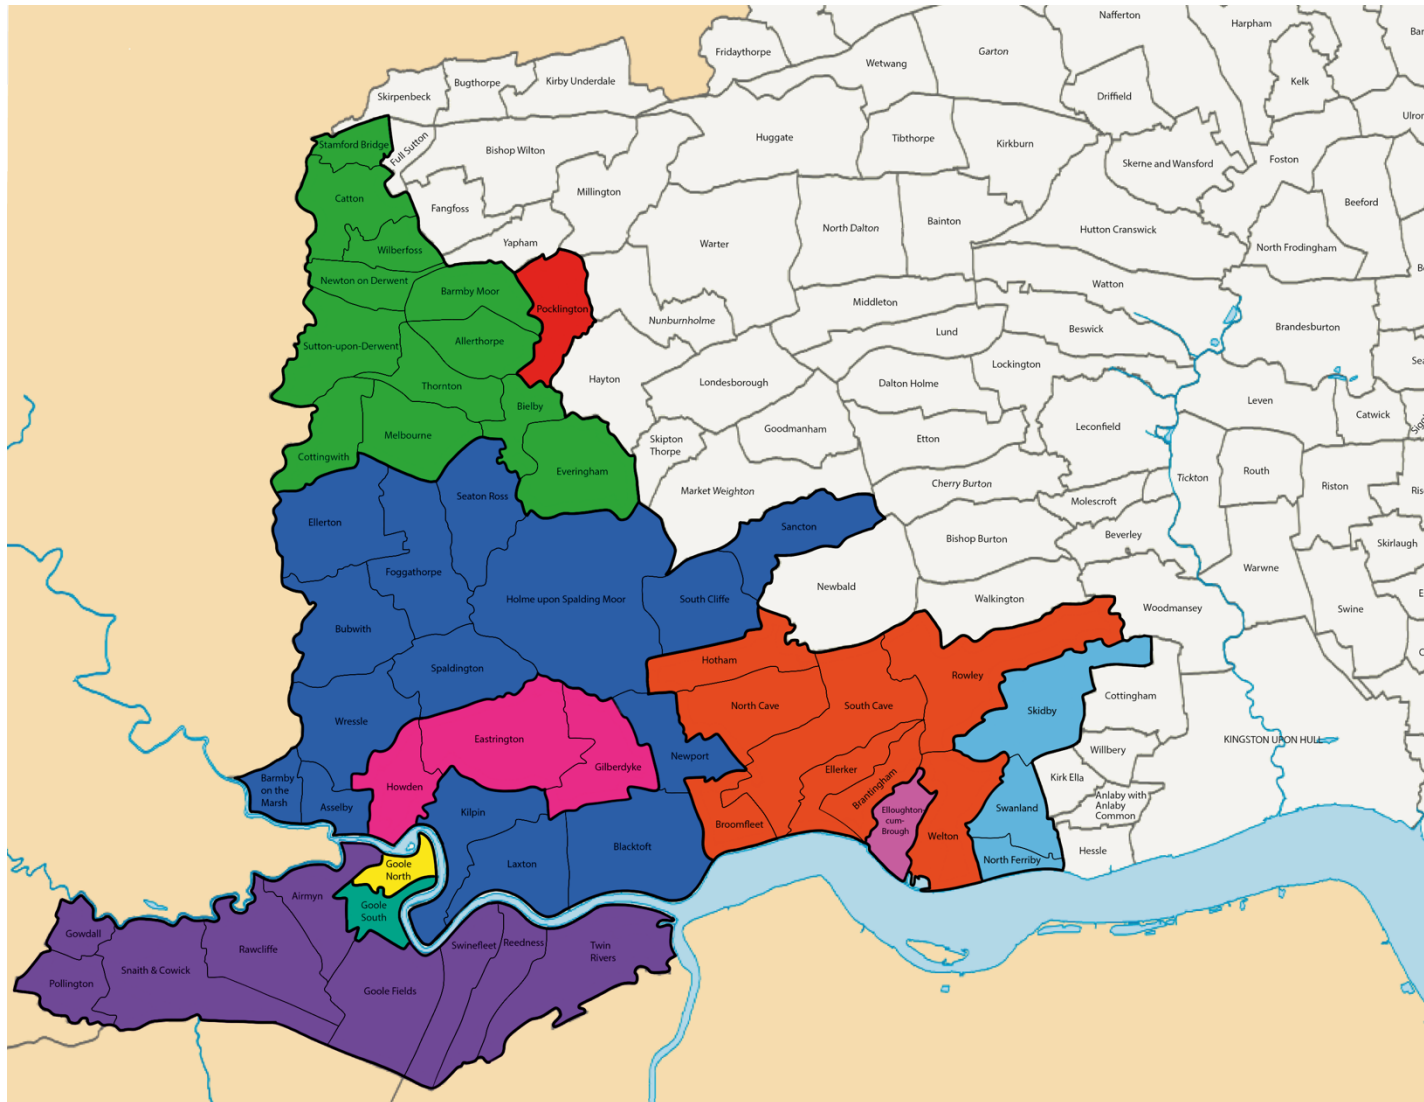 Nafferton
Harpham
Fridaythorpe
Garton
Wetwang
Bugthorpe
Kirby Underdale
Kelk
Skirpenbeck
Driffield
Huggate
Tibthorpe
Kirkburn
Stamford Bridge
Full Sutton
Bishop Wilton
Skerne and Wansford
Foston
Millington
Catton
Fangfoss
Beeford
North Dalton
Bainton
Hutton Cranswick
Yapham
Warter
Wilberfoss
North Frodingham
Newton on Derwent
Barmby Moor
Watton
Middleton
Pocklington
Nunburnholme
Brandesburton
Lund
Beswick
Allerthorpe
Sutton-upon-Derwent
Lockington
Hayton
Londesborough
Dalton Holme
Thornton
Leven
Bielby
Catwick
Leconfield
Goodmanham
Melbourne
Skipton
Thorpe
Etton
Cottingwith
Everingham
Routh
Tickton
Cherry Burton
Riston
Market Weighton
Seaton Ross
Molescroft
Ellerton
Sancton
Beverley
Bishop Burton
Skirlaugh
Foggathorpe
Warwne
Newbald
Holme upon Spalding Moor
South Cliffe
Walkington
Woodmansey
Swine
Bubwith
Hotham
Spaldington
Rowley
Cottingham
North Cave
South Cave
Skidby
Wressle
Eastrington
KINGSTON UPON HULL
Willbery
Newport
Gilberdyke
Ellerker
Kirk Ella
Barmby
on the
Marsh
Howden
Brantingham
Anlaby with
Anlaby
Common
Asselby
Kilpin
Elloughton-
cum-
Brough
Swanland
Broomfleet
Welton
Blacktoft
Hessle
Laxton
North Ferriby
Goole
North
Airmyn
Goole
South
Gowdall
Rawcliffe
Swinefleet
Reedness
Twin
Rivers
Snaith & Cowick
Pollington
Goole Fields